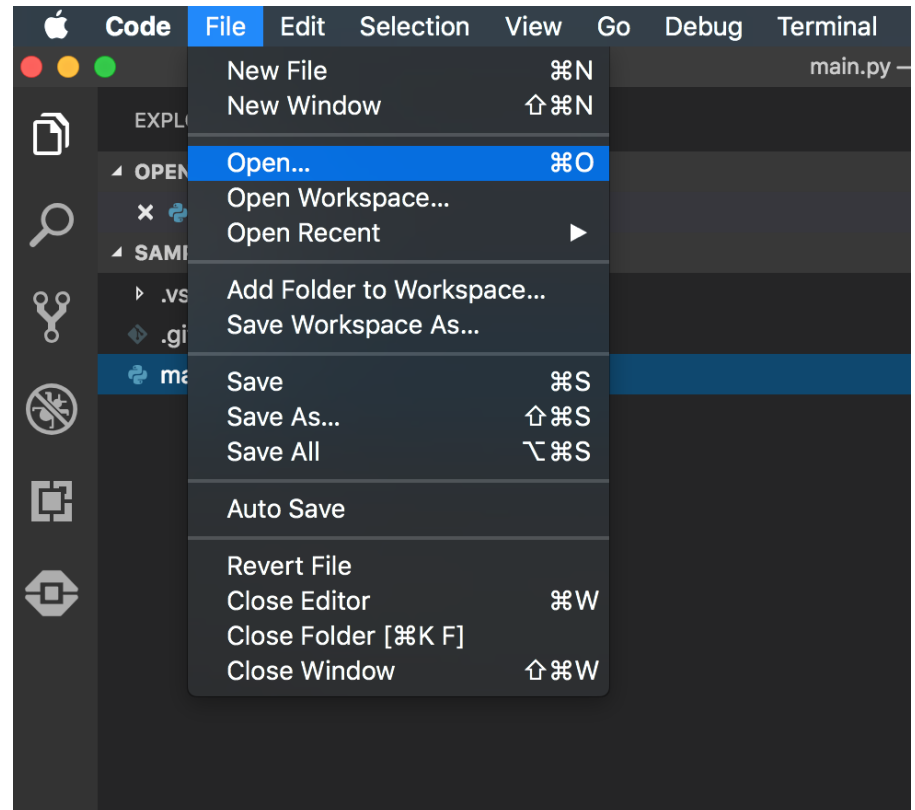 Code File Edit Selection View Go Debug Terminal
main.py —
New File ⌘N
New Window ⇧⌘N
Open... ⌘O
Open Workspace...
Open Recent ▶
Add Folder to Workspace...
Save Workspace As...
Save ⌘S
Save As... ⇧⌘S
Save All ⌥⌘S
Auto Save
Revert File
Close Editor ⌘W
Close Folder [⌘K F]
Close Window ⇧⌘W
OPEN